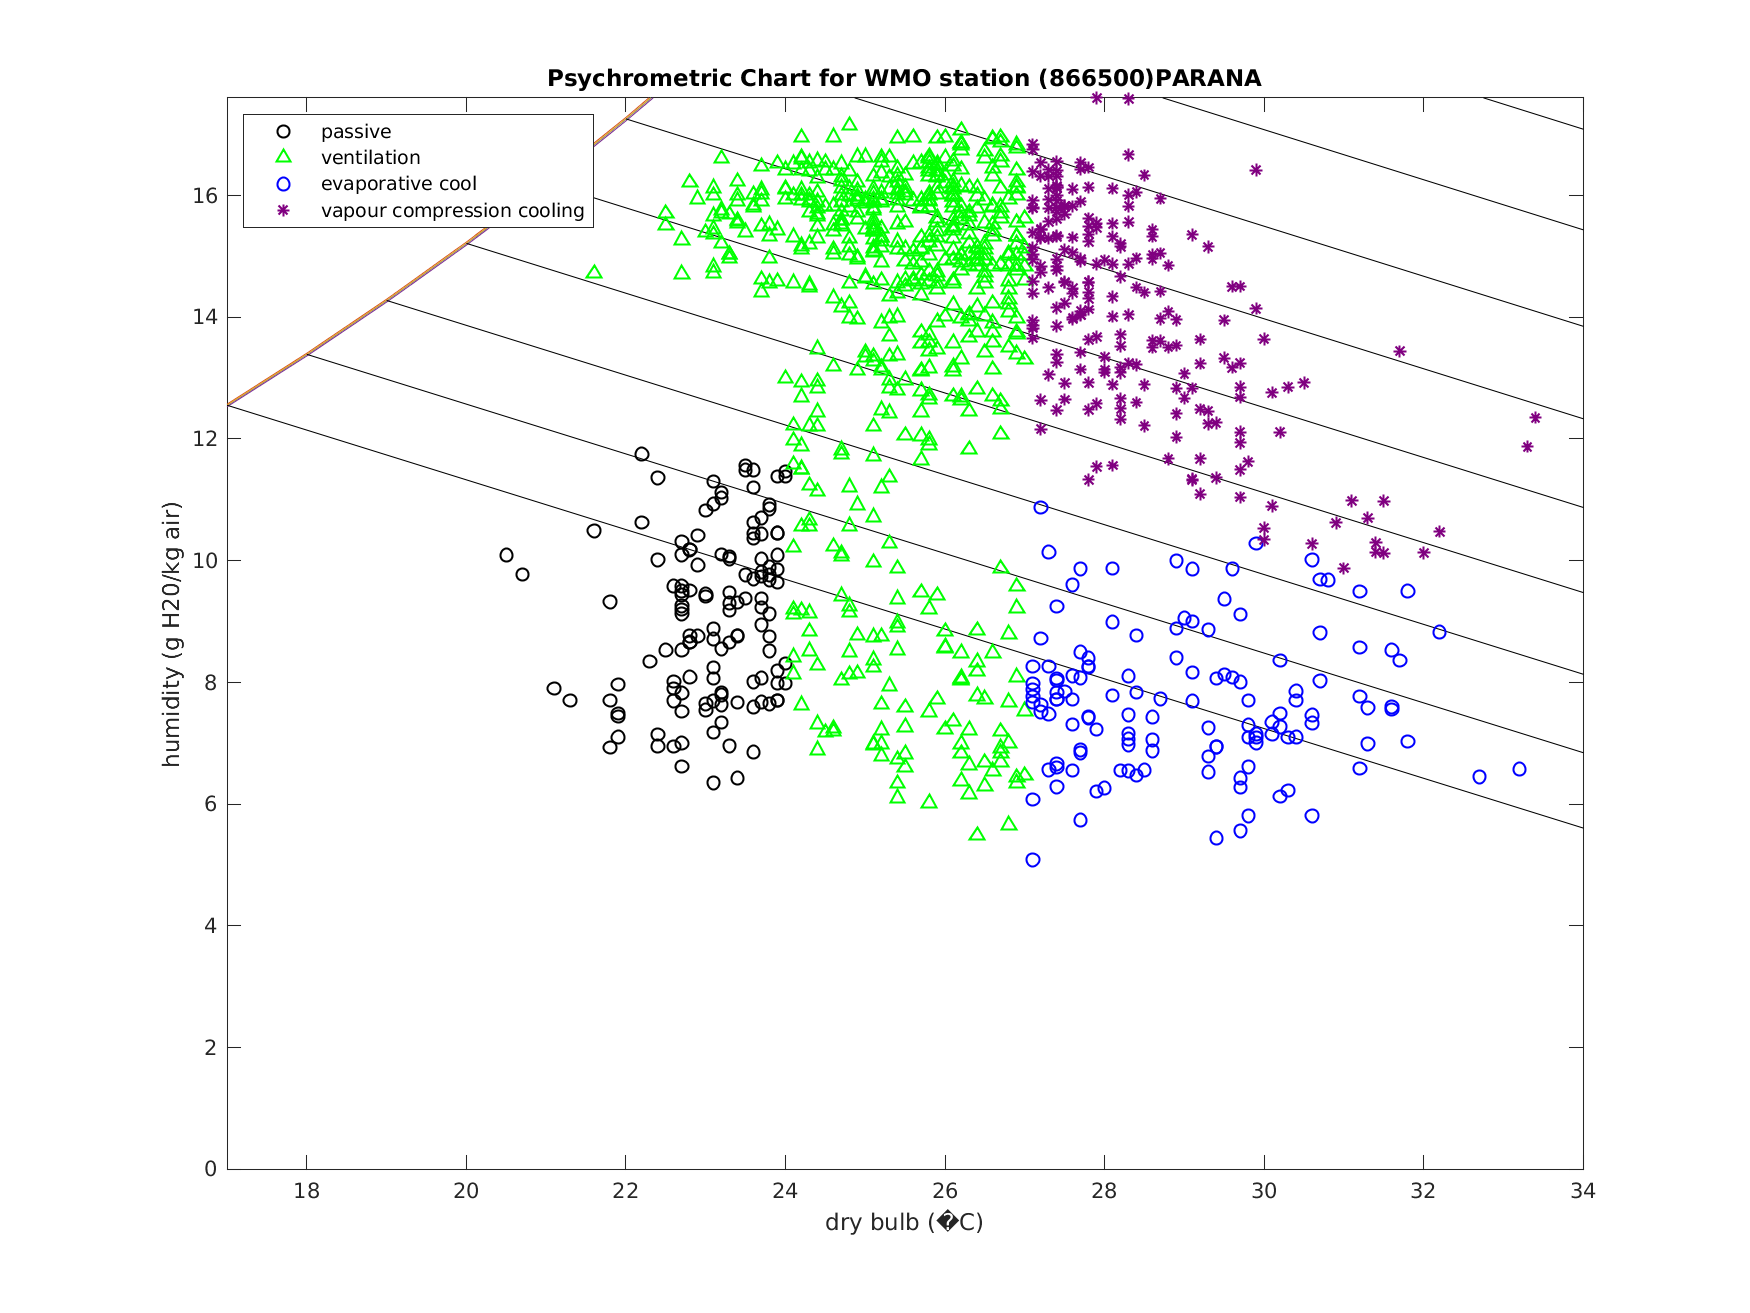 Psychrometric Chart for WMO station (866500)PARANA
passive
ventilation
evaporative cool
vapour compression cooling
humidity (g H20/kg air)
16
14
12
10
8
6
4
2
0
18 20 22 24 26 28 30 32 34
dry bulb (�C)